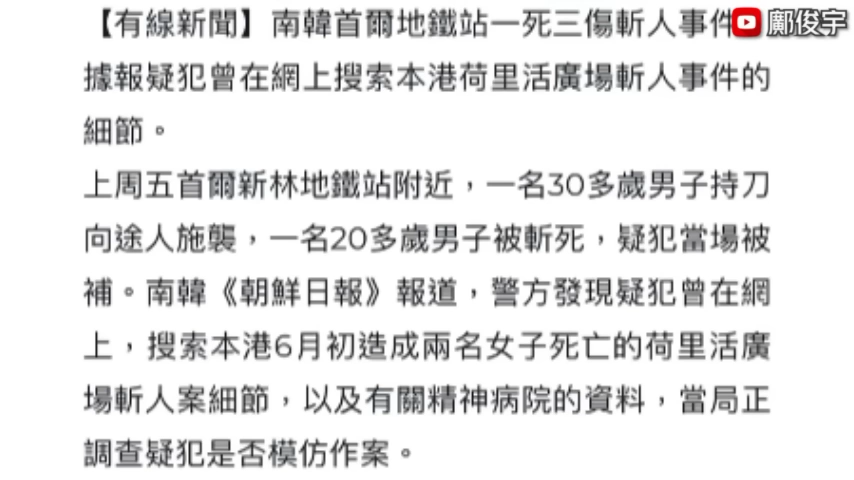 【有線新聞】南韓首爾地鐵站一死三傷斬人事件
鄺俊宇
據報疑犯曾在網上搜索本港荷里活廣場斬人事件的
細節。
上周五首爾新林地鐵站附近，一名30多歲男子持刀
向途人施襲，一名20多歲男子被斬死，疑犯當場被
補。南韓《朝鮮日報》報道，警方發現疑犯曾在網
上，搜索本港6月初造成兩名女子死亡的荷里活廣
場斬人案細節，以及有關精神病院的資料，當局正
調查疑犯是否模仿作案。